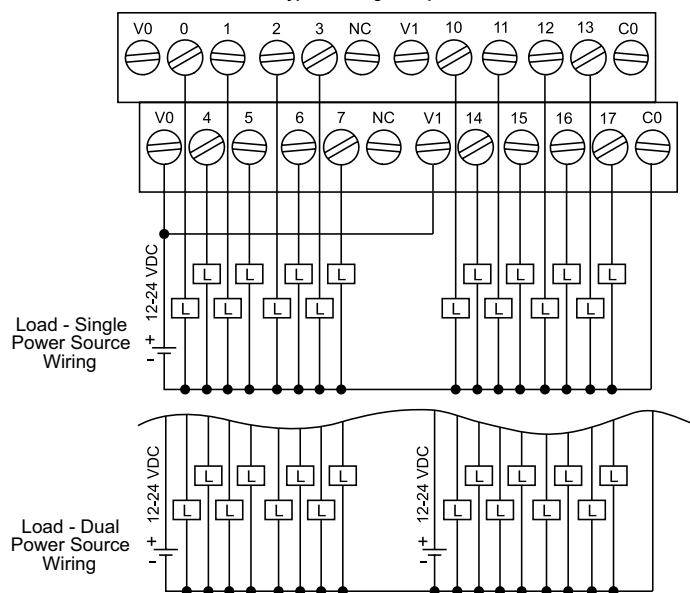 V0 0 1 2 3 NC V1 10 11 12 13 C0
V0 4 5 6 7 NC V1 14 15 16 17 C0
12-24 VDC
L L L L L L L L
L L L L L L L L
Load - Single
Power Source
Wiring
+
-
12-24 VDC
12-24 VDC
L L L L L L L L
L L L L L L L L
Load - Dual
Power Source
Wiring
+
-
+
-